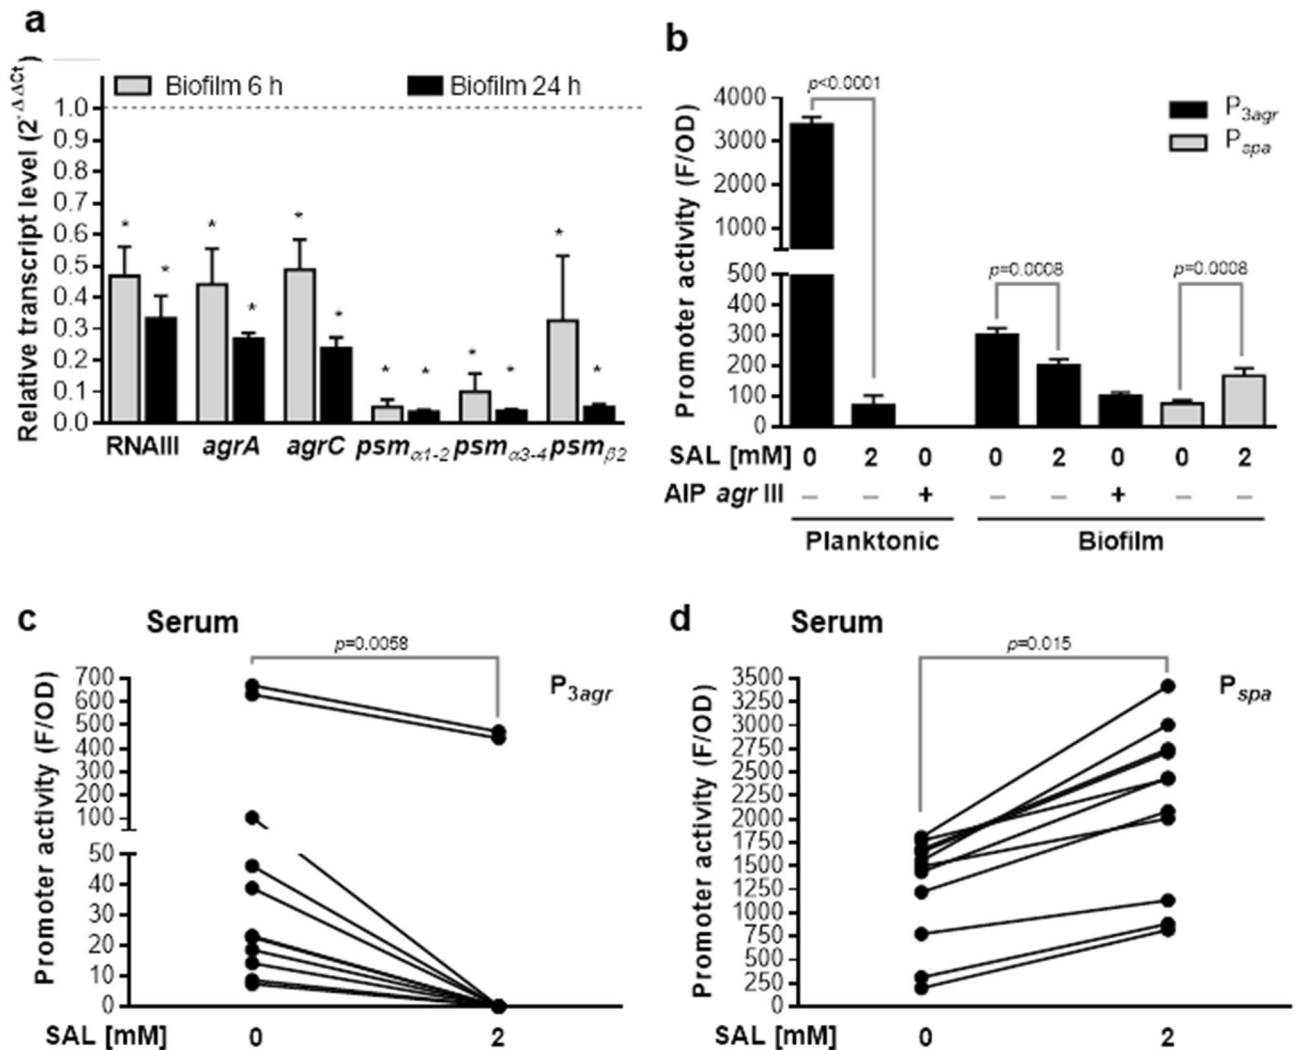 a
Relative transcript level (2^-ΔΔCt)
Biofilm 6 h
Biofilm 24 h
1.0
0.9
0.8
0.7
0.6
0.5
0.4
0.3
0.2
0.1
0.0
* * * * * * * * * * * *
RNAIII agrA agrC psm α1-2 psm α3-4 psm β2
b
Promoter activity (F/OD)
p<0.0001
P3agr
Pspa
4000
3000
2000
1000
500
400
300
200
100
0
p=0.0008 p=0.0008
SAL [mM] 0 2 0 0 2 0 0 2
AIP agr III – – + – – + – –
Planktonic Biofilm
c
Serum
p=0.0058
P3agr
Promoter activity (F/OD)
700
600
500
400
300
200
100
50
40
30
20
10
0
SAL [mM] 0 2
d
Serum
p=0.015
Pspa
Promoter activity (F/OD)
3500
3250
3000
2750
2500
2250
2000
1750
1500
1250
1000
750
500
250
0
SAL [mM] 0 2